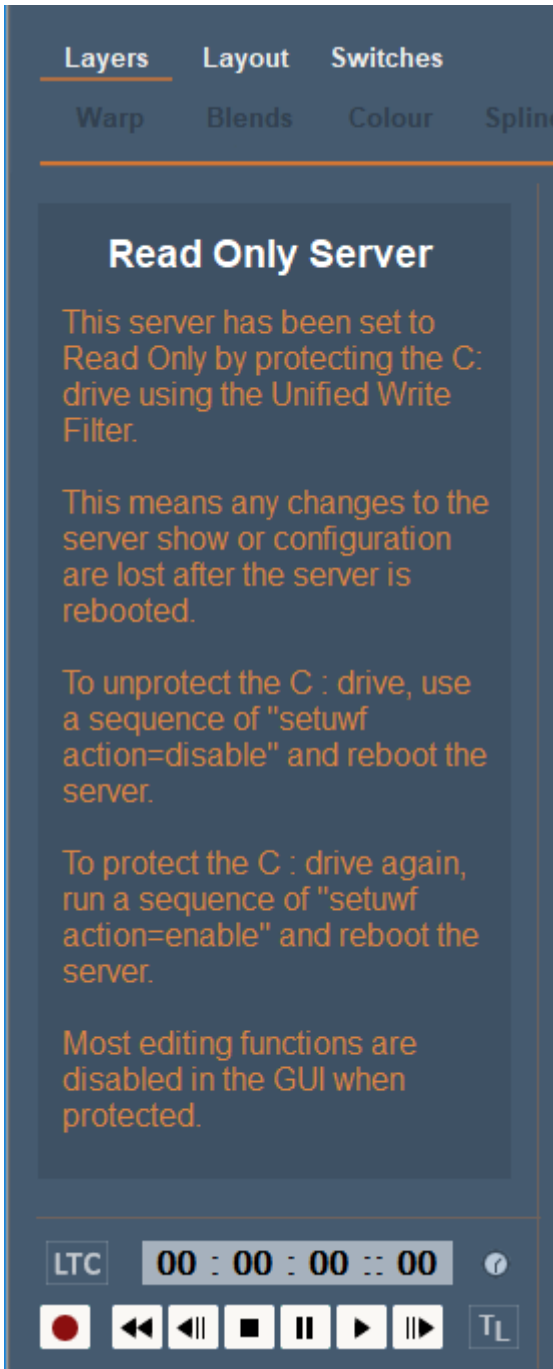 Layers Layout Switches
Warp Blends Colour
Read Only Server
This server has been set to
Read Only by protecting the C:
drive using the Unified Write
Filter.
This means any changes to the
server show or configuration
are lost after the server is
rebooted.
To unprotect the C : drive, use
a sequence of "setuwf
action=disable" and reboot the
server.
To protect the C : drive again,
run a sequence of "setuwf
action=enable" and reboot the
server.
Most editing functions are
disabled in the GUI when
protected.
LTC 00 : 00 : 00 :: 00
TL